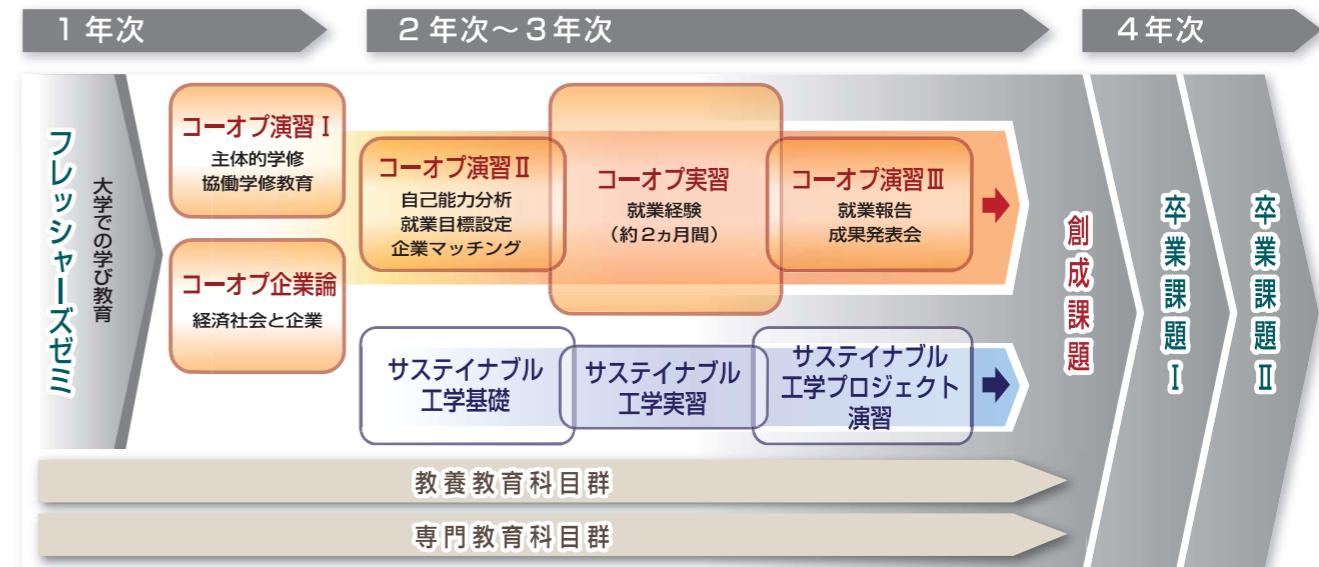 1年次
2年次～3年次
4年次
フレッシャーズゼミ
大学での学び教育
コーオプ演習Ⅰ
主体的学修
協働学修教育
コーオプ企業論
経済社会と企業
コーオプ演習Ⅱ
自己能力分析
就業目標設定
企業マッチング
コーオプ実習
就業経験
（約2ヵ月間）
コーオプ演習Ⅲ
就業報告
成果発表会
サステイナブル
工学基礎
サステイナブル
工学実習
サステイナブル
工学プロジェクト
演習
創成課題
卒業課題Ⅰ
卒業課題Ⅱ
教養教育科目群
専門教育科目群